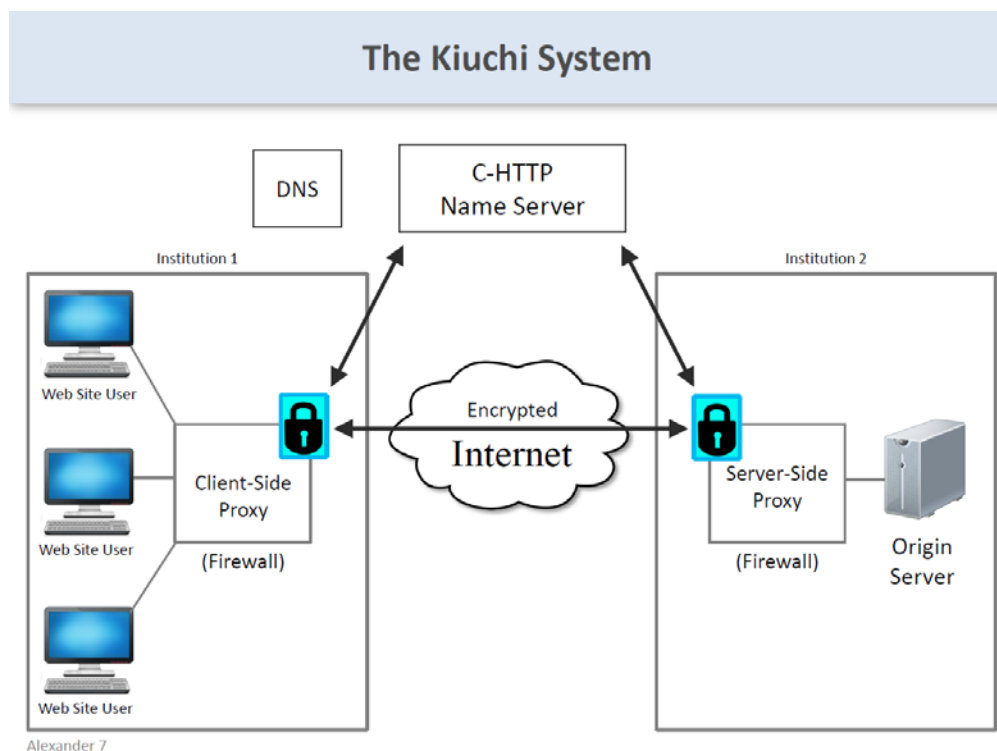 The Kiuchi System
DNS
C-HTTP
Name Server
Institution 1
Institution 2
Web Site User
Encrypted
Internet
Client-Side
Proxy
(Firewall)
Web Site User
Server-Side
Proxy
(Firewall)
Origin
Server
Web Site User
Alexander 7